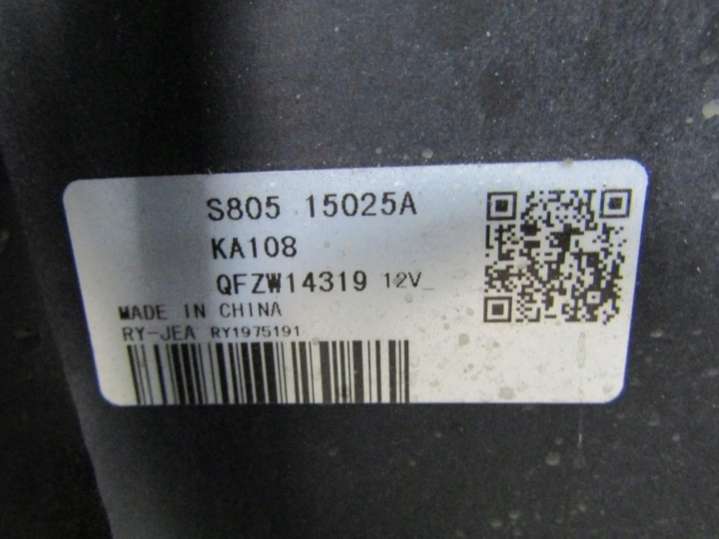 S805 15025A
KA108
QFZW14319 12V
MADE IN CHINA
RY-JEA RY1975191